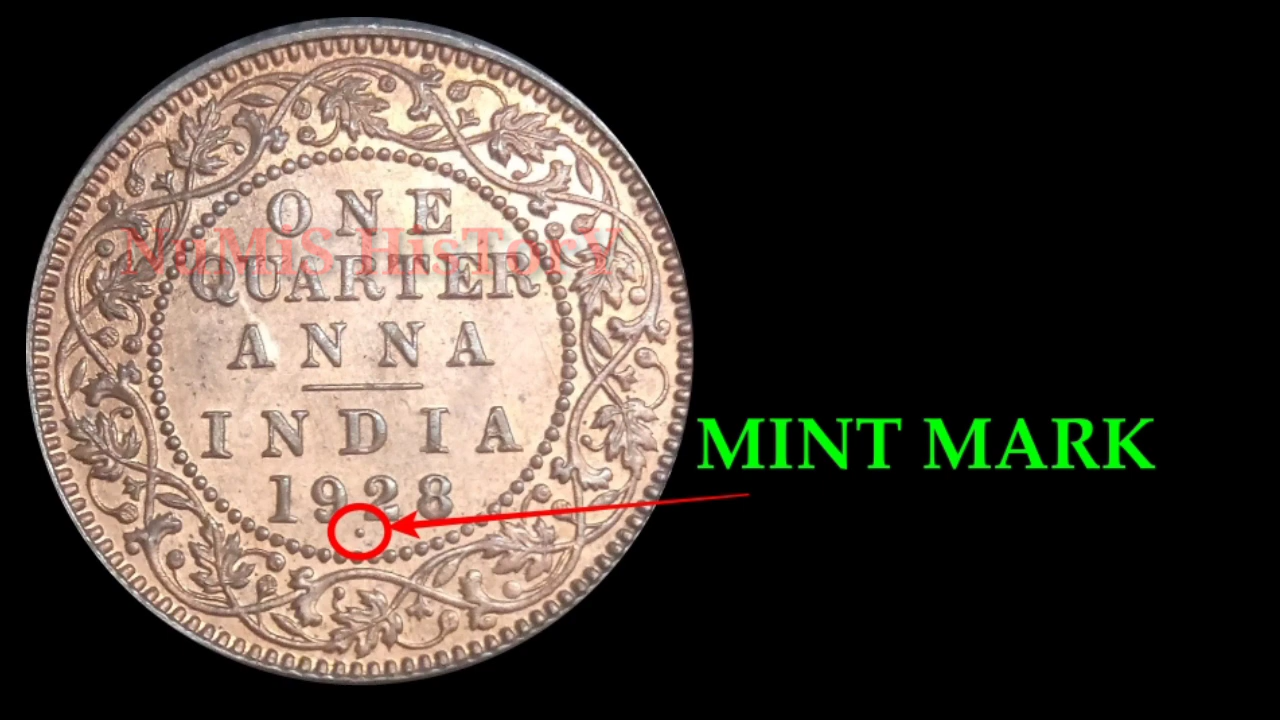 ONE
NuMiS HisTorY
QUARTER
ANNA
INDIA
1928
MINT MARK